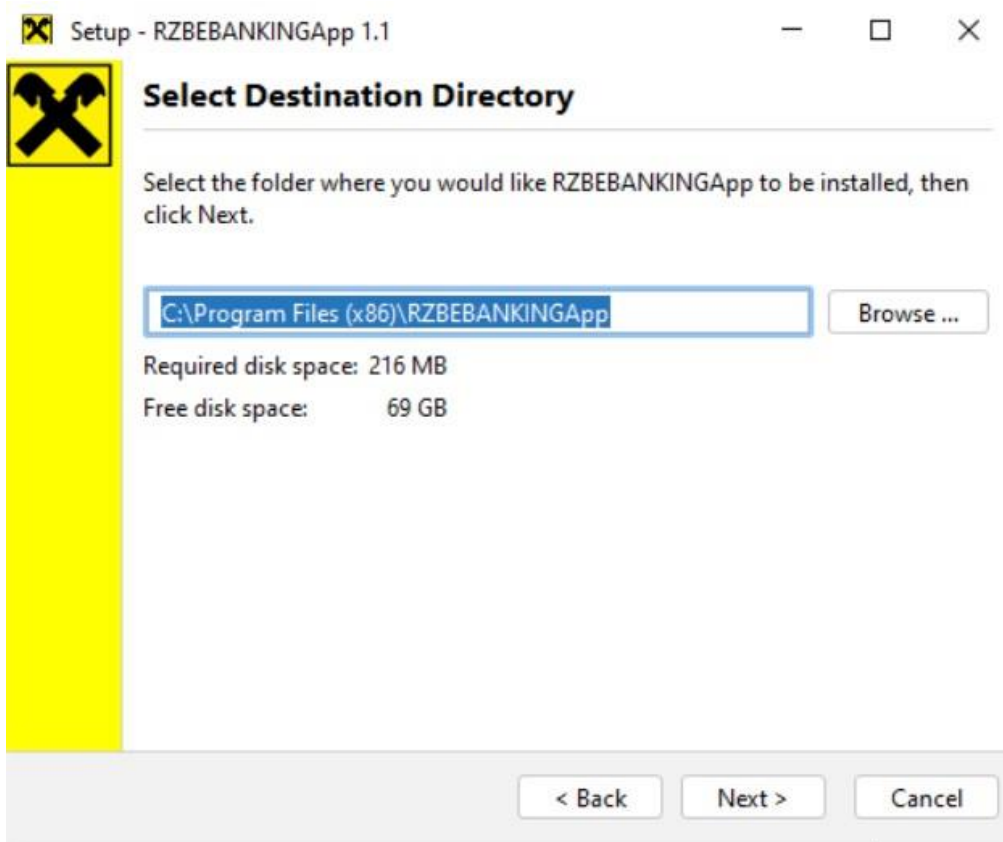 Setup - RZBEBANKINGApp 1.1
Select Destination Directory
Select the folder where you would like RZBEBANKINGApp to be installed, then
click Next.
C:\Program Files (x86)\RZBEBANKINGApp
Browse ...
Required disk space: 216 MB
Free disk space: 69 GB
< Back
Next >
Cancel